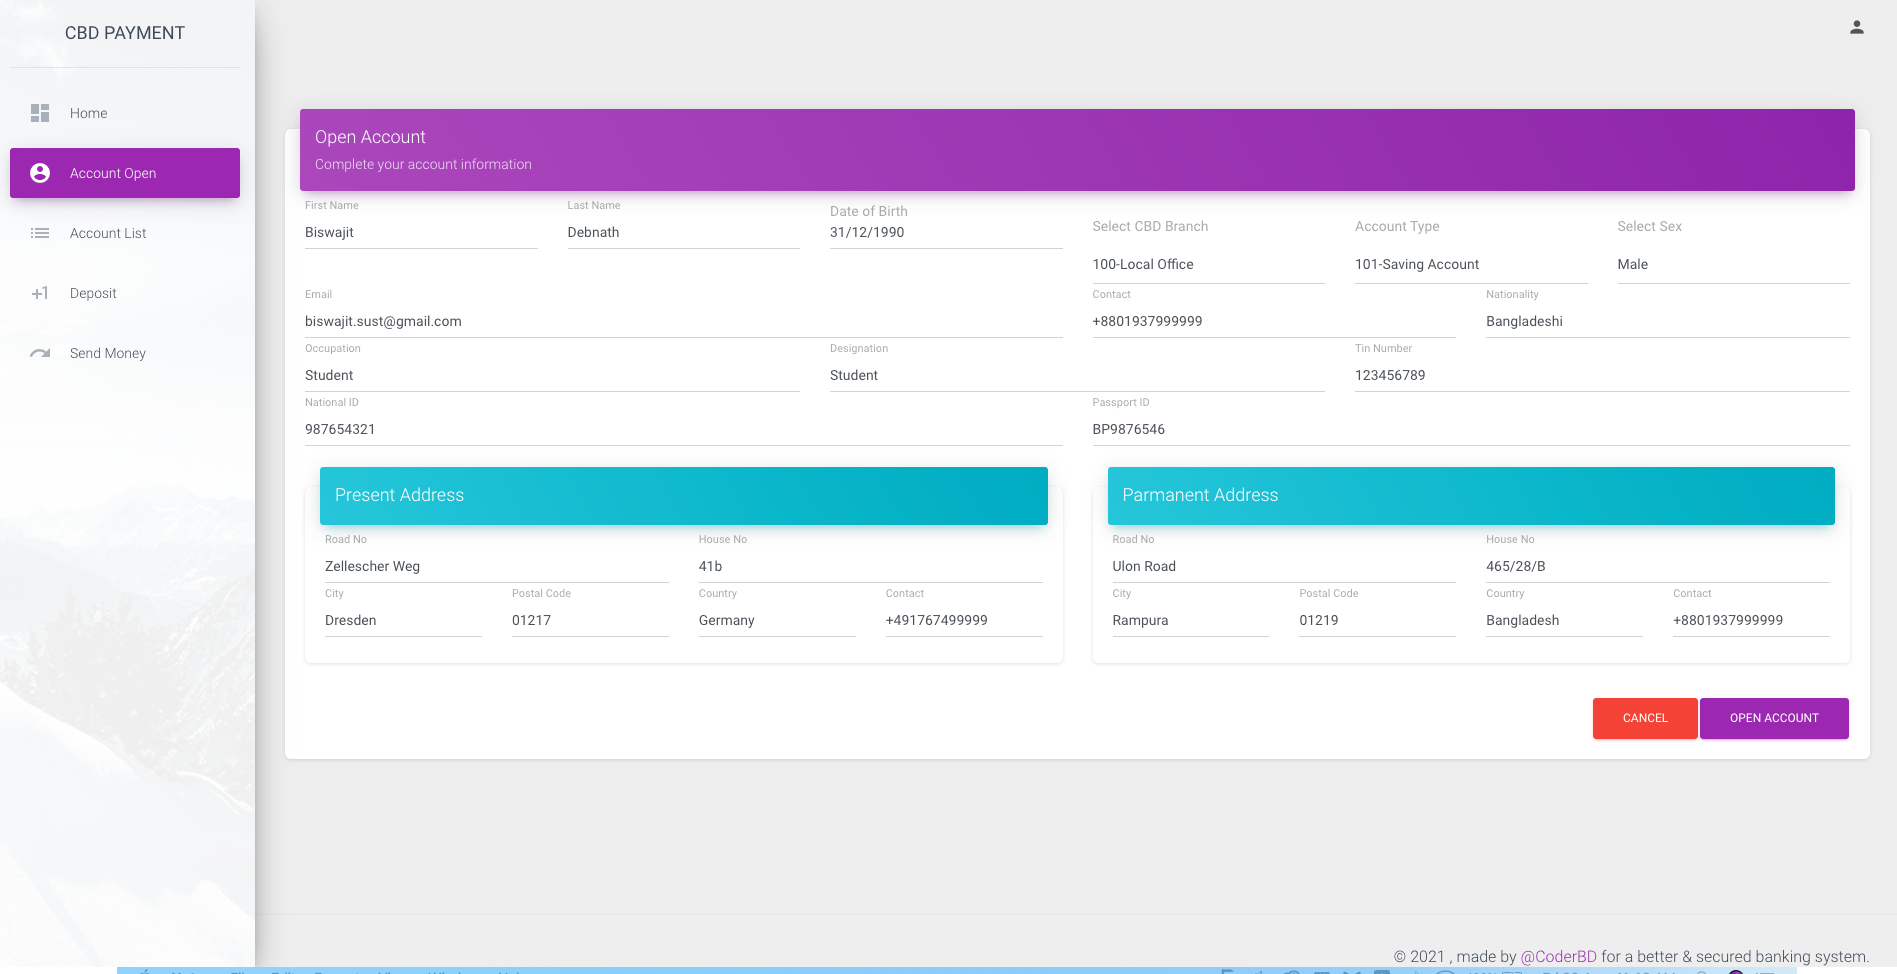 CBD PAYMENT
Home
Account Open
Account List
+1 Deposit
Send Money
Open Account
Complete your account information
First Name Last Name Date of Birth Select CBD Branch Account Type Select Sex
Biswajit Debnath 31/12/1990 100-Local Office 101-Saving Account Male
Email Contact Nationality
biswajit.sust@gmail.com +8801937999999 Bangladeshi
Occupation Designation Tin Number
Student Student 123456789
National ID Passport ID
987654321 BP9876546
Present Address
Road No House No
Zellescher Weg 41b
City Postal Code Country Contact
Dresden 01217 Germany +491767499999
Parmanent Address
Road No House No
Ulon Road 465/28/B
City Postal Code Country Contact
Rampura 01219 Bangladesh +8801937999999
CANCEL OPEN ACCOUNT
© 2021 , made by @CoderBD for a better & secured banking system.